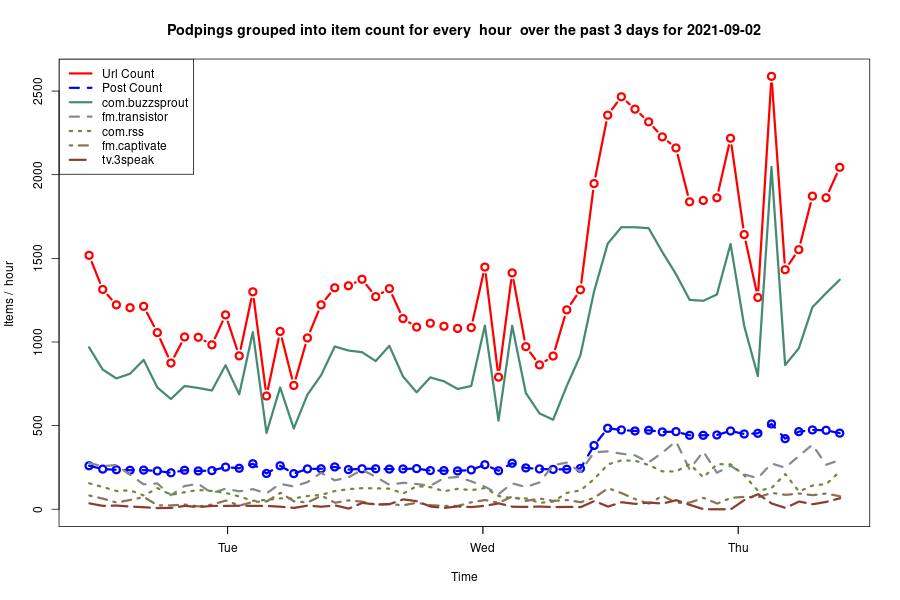 Podpings grouped into item count for every  hour  over the past 3 days for 2021-09-02
Url Count
Post Count
com.buzzsprout
fm.transistor
com.rss
fm.captivate
tv.3speak
2500
2000
1500
1000
500
0
Items /  hour
Tue
Wed
Thu
Time